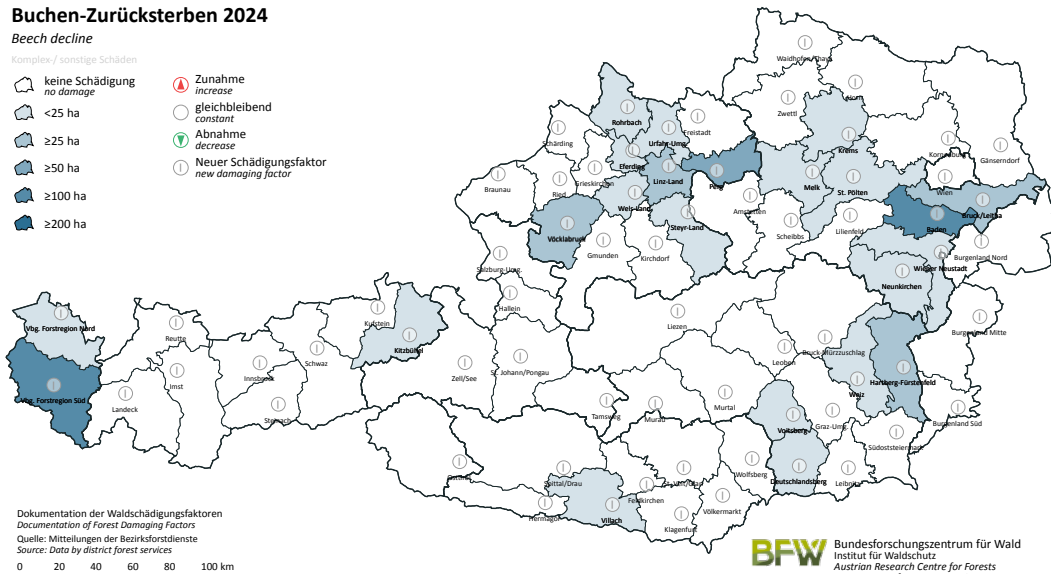 Buchen-Zurücksterben 2024
Beech decline
Komplex-/ sonstige Schäden
keine Schädigung
no damage
<25 ha
≥25 ha
≥50 ha
≥100 ha
≥200 ha
Zunahme
increase
gleichbleibend
constant
Abnahme
decrease
Neuer Schädigungsfaktor
new damaging factor
Waidhofen/Thaya
Zwettl
Horn
Rohrbach
Urfahr-Umg.
Freistadt
Schärding
Krems
Korneuburg
Gänserndorf
Eferding
Grieskirchen
Linz-Land
Perg
Melk
St. Pölten
Wien
Braunau
Ried
Wels-Land
Amstetten
Bruck/Leitha
Steyr-Land
Scheibbs
Lilienfeld
Baden
Vöcklabruck
Gmunden
Kirchdorf
Burgenland Nord
Salzburg-Umg.
Wiener Neustadt
Neunkirchen
Hallein
Kufstein
Liezen
Vbg. Forstregion Nord
Reutte
Burgenland Mitte
Kitzbühel
Schwaz
Bruck-Mürzzuschlag
St. Johann/Pongau
Leoben
Zell/See
Innsbruck
Imst
Vbg. Forstregion Süd
Hartberg-Fürstenfeld
Weiz
Landeck
Steinach
Tamsweg
Murau
Murtal
Burgenland Süd
Voitsberg
Graz-Umg.
Südoststeiermark
Osttirol
Spittal/Drau
St. Veit/Glan
Wolfsberg
Deutschlandsberg
Leibnitz
Feldkirchen
Hermagor
Villach
Völkermarkt
Klagenfurt
Dokumentation der Waldschädigungsfaktoren
Documentation of Forest Damaging Factors
Quelle: Mitteilungen der Bezirksforstdienste
Source: Data by district forest services
0 20 40 60 80 100 km
BFW
Bundesforschungszentrum für Wald
Institut für Waldschutz
Austrian Research Centre for Forests